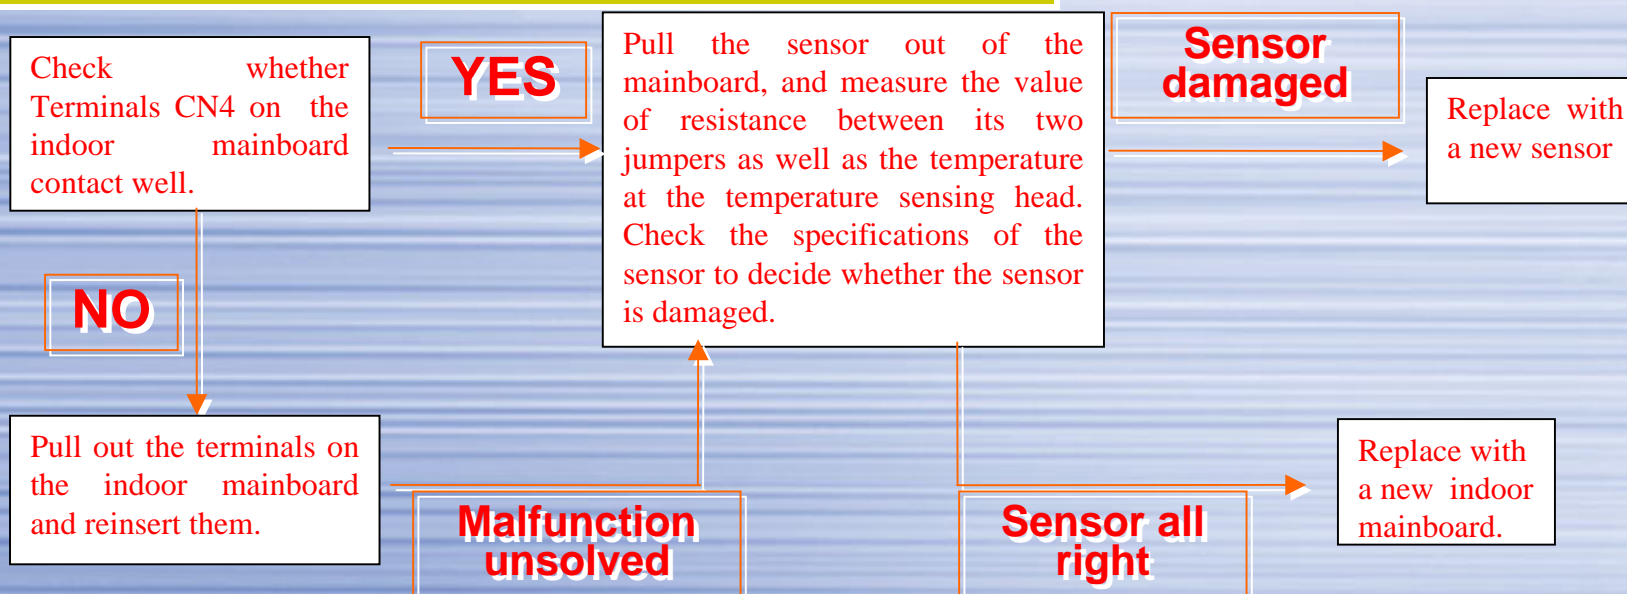 Check whether
Terminals CN4 on the
indoor mainboard
contact well.
YES
Pull the sensor out of the
mainboard, and measure the value
of resistance between its two
jumpers as well as the temperature
at the temperature sensing head.
Check the specifications of the
sensor to decide whether the sensor
is damaged.
Sensor
damaged
Replace with
a new sensor
NO
Pull out the terminals on
the indoor mainboard
and reinsert them.
Malfunction
unsolved
Sensor all
right
Replace with
a new indoor
mainboard.